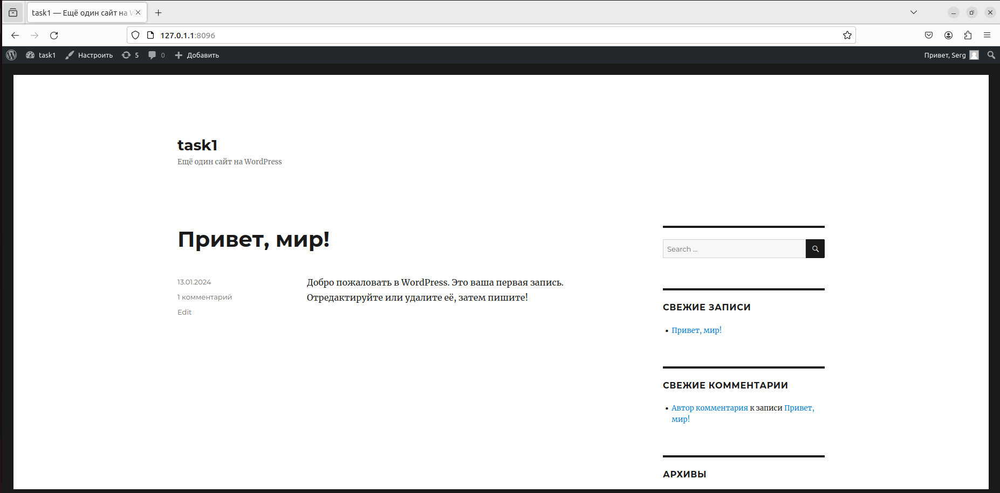 task1 — Ещё один сайт на W
127.0.1.1:8096
task1 Настроить 5 0 Добавить Привет, Serg
task1
Ещё один сайт на WordPress
Привет, мир!
13.01.2024
1 комментарий
Edit
Добро пожаловать в WordPress. Это ваша первая запись.
Отредактируйте или удалите её, затем пишите!
Search ...
СВЕЖИЕ ЗАПИСИ
Привет, мир!
СВЕЖИЕ КОММЕНТАРИИ
Автор комментария к записи Привет,
мир!
АРХИВЫ